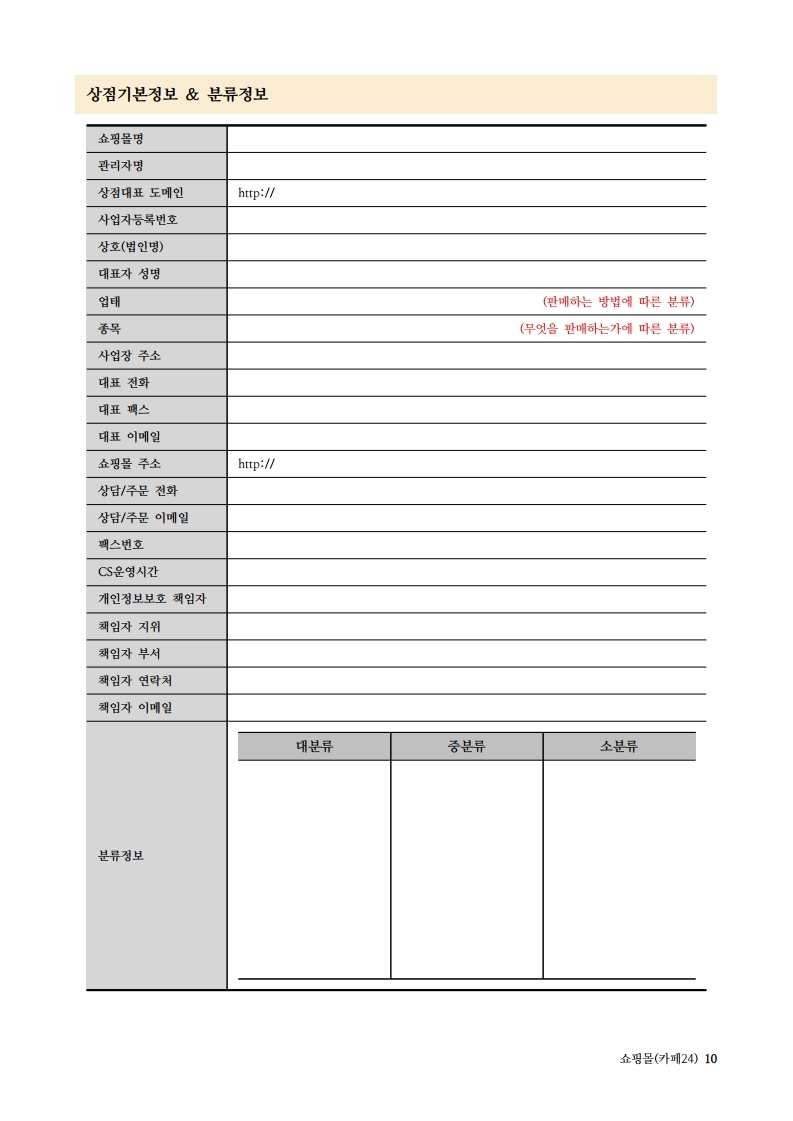 상점기본정보 & 분류정보
쇼핑몰명
관리자명
상점대표 도메인 http://
사업자등록번호
상호(법인명)
대표자 성명
업태 (판매하는 방법에 따른 분류)
종목 (무엇을 판매하는가에 따른 분류)
사업장 주소
대표 전화
대표 팩스
대표 이메일
쇼핑몰 주소 http://
상담/주문 전화
상담/주문 이메일
팩스번호
CS운영시간
개인정보보호 책임자
책임자 지위
책임자 부서
책임자 연락처
책임자 이메일
대분류 중분류 소분류
분류정보
쇼핑몰(카페24) 10